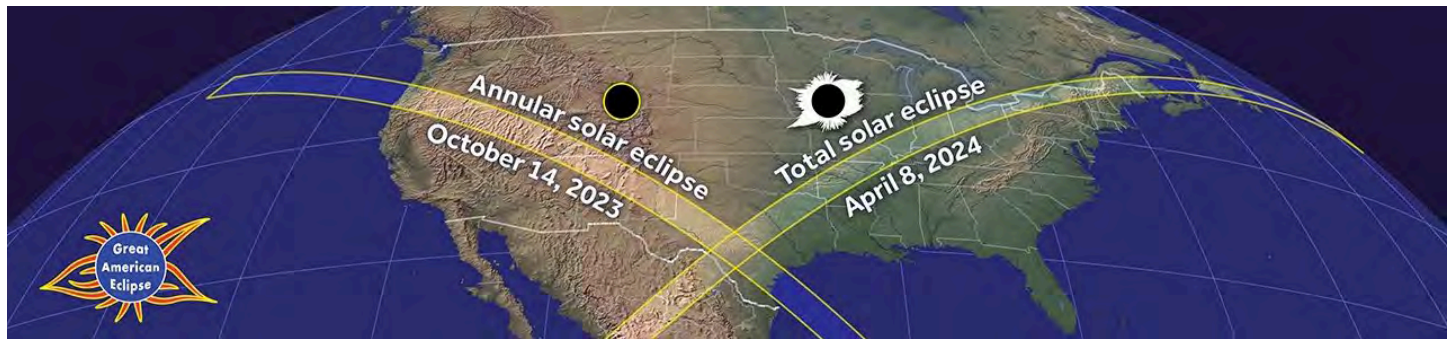 Annular solar eclipse
October 14, 2023
Total solar eclipse
April 8, 2024
Great
American
Eclipse